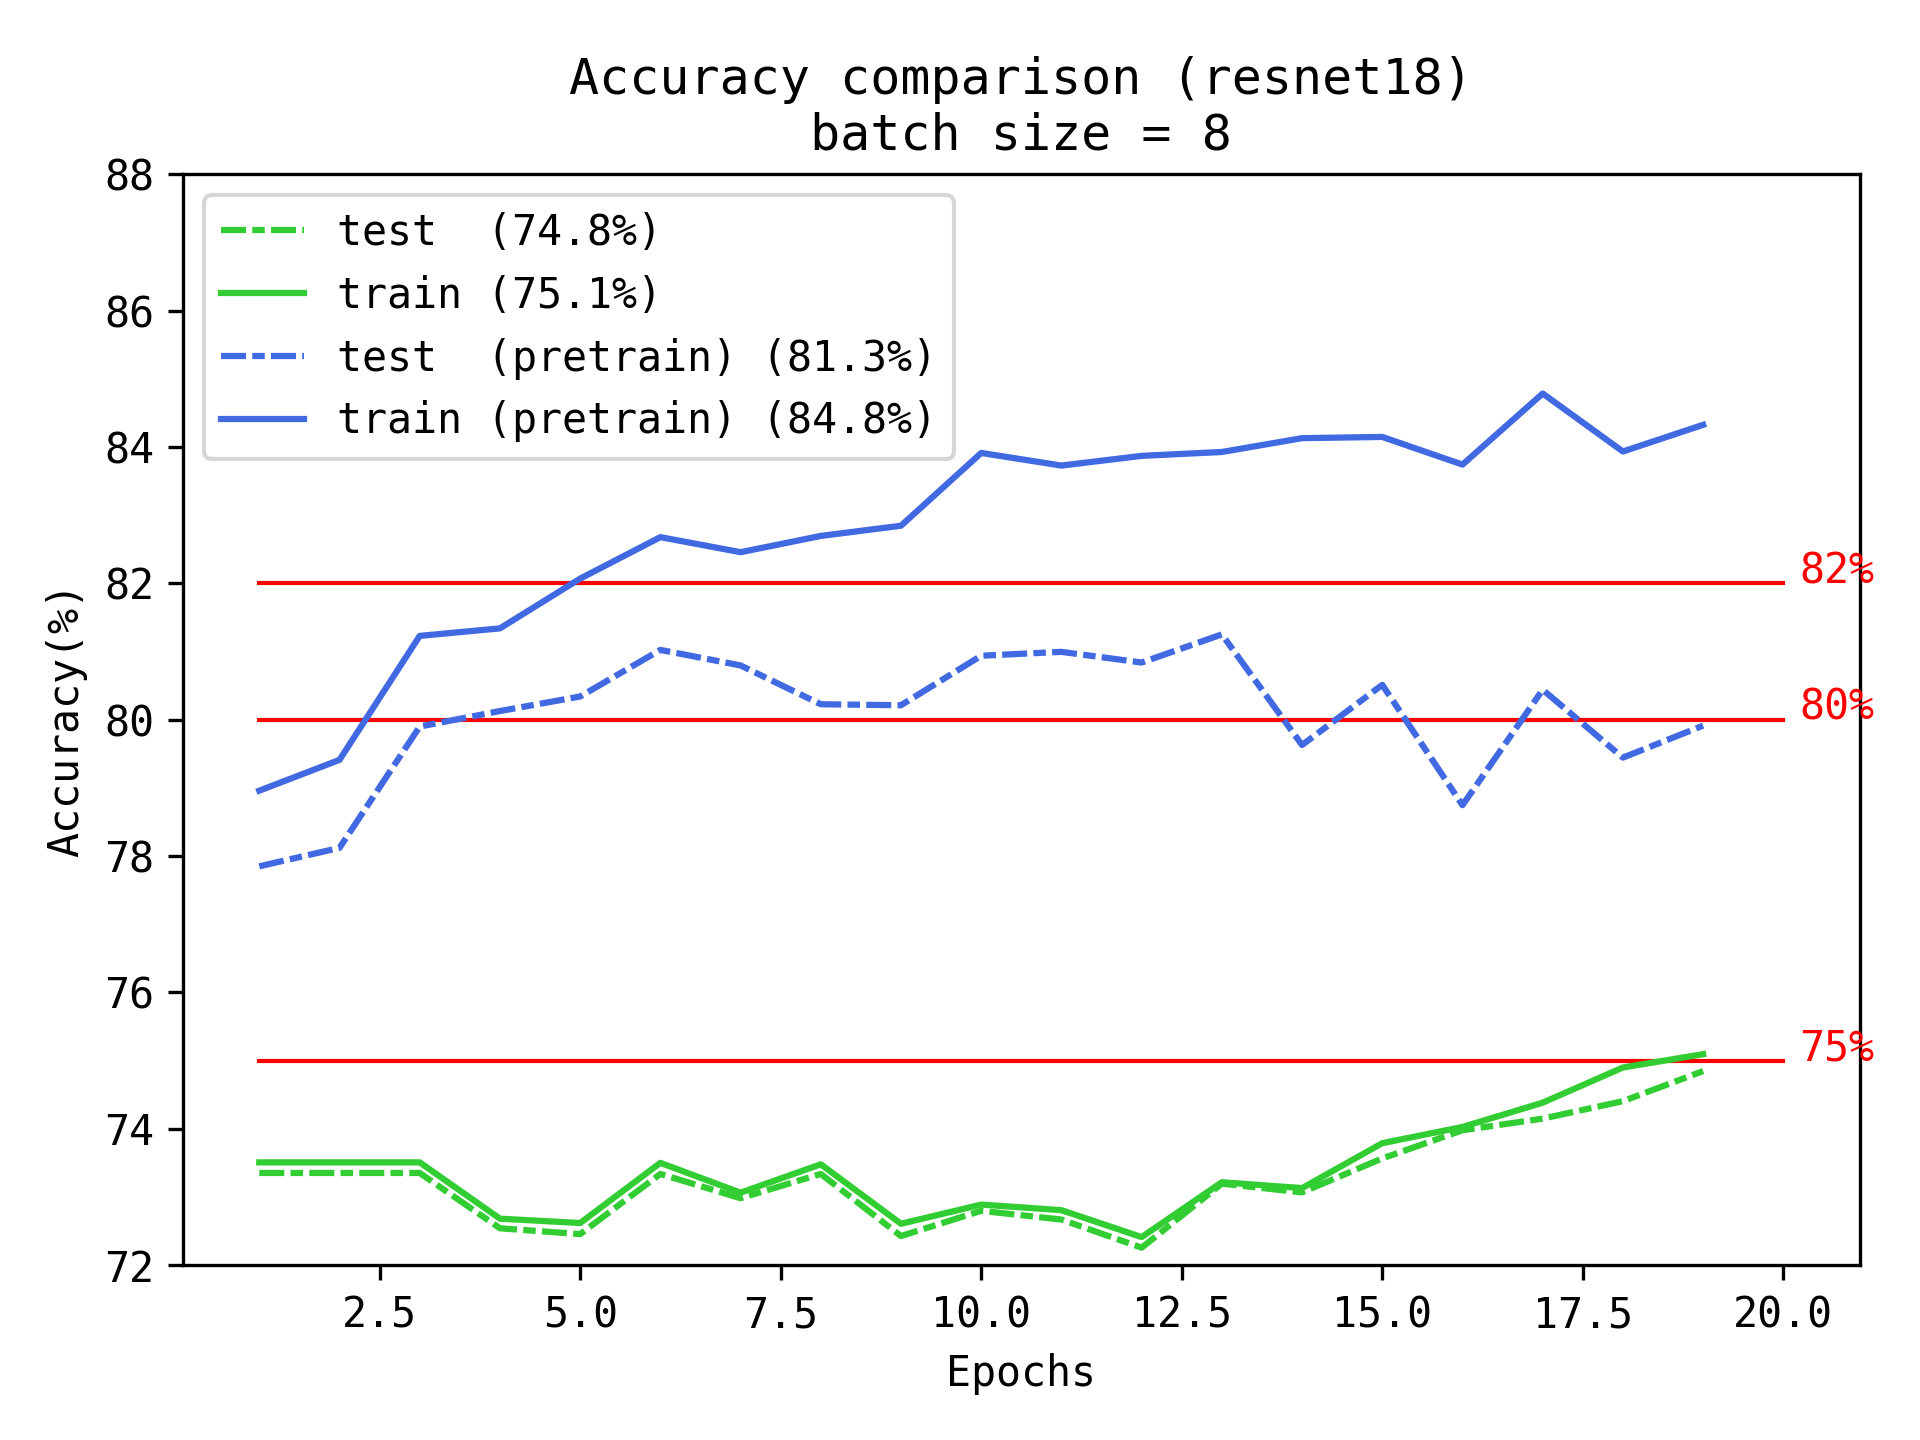 Accuracy comparison (resnet18)
batch size = 8
88
86
84
82
80
78
76
74
72
Accuracy(%)
test (74.8%)
train (75.1%)
test (pretrain) (81.3%)
train (pretrain) (84.8%)
82%
80%
75%
2.5 5.0 7.5 10.0 12.5 15.0 17.5 20.0
Epochs